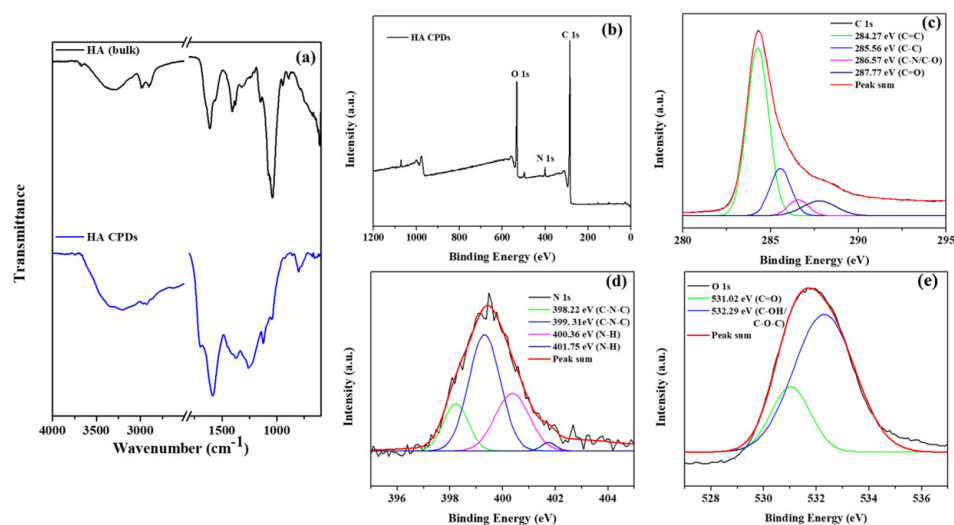 (a)
HA (bulk)
HA CPDs
Transmittance
4000 3000 1000
Wavenumber (cm-1)
(b)
HA CPDs
C 1s
O 1s
N 1s
Intensity (a.u.)
1200 1000 800 600 400 200 0
Binding Energy (eV)
(c)
C 1s
284.27 eV (C=C)
285.56 eV (C-C)
286.57 eV (C-N/C-O)
287.77 eV (C=O)
Peak sum
Intensity (a.u.)
280 285 290 295
Binding Energy (eV)
(d)
N 1s
398.22 eV (C-N-C)
399. 31eV (C-N-C)
400.36 eV (N-H)
401.75 eV (N-H)
Peak sum
Intensity (a.u.)
396 398 400 402 404
Binding Energy (eV)
(e)
O 1s
531.02 eV (C=O)
532.29 eV (C-OH/
C-O-C)
Peak sum
Intensity (a.u.)
528 530 532 534 536
Binding Energy (eV)